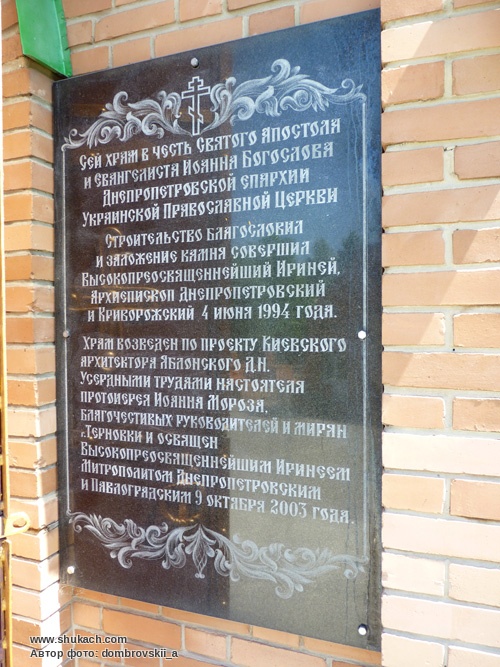 Сей храм в честь Святого Апостола
и Евангелиста Иоанна Богослова
Днепропетровской епархии
Украинской Православной Церкви
Строительство благословил
и заложение камня совершил
Высокопреосвященнейший Ириней,
Архиепископ Днепропетровский
и Криворожский 4 июня 1994 года.
Храм возведен по проекту Киевского
архитектора Яблонского Д.Н.
Усердными трудами настоятеля
протоиерея Иоанна Мороза,
благочестивых руководителей и мирян
г.Терновки и освящен
Высокопреосвященнейшим Иринеем
Митрополитом Днепропетровским
и Павлоградским 9 октября 2003 года.
www.shukach.com
Автор фото: dombrovskii_a